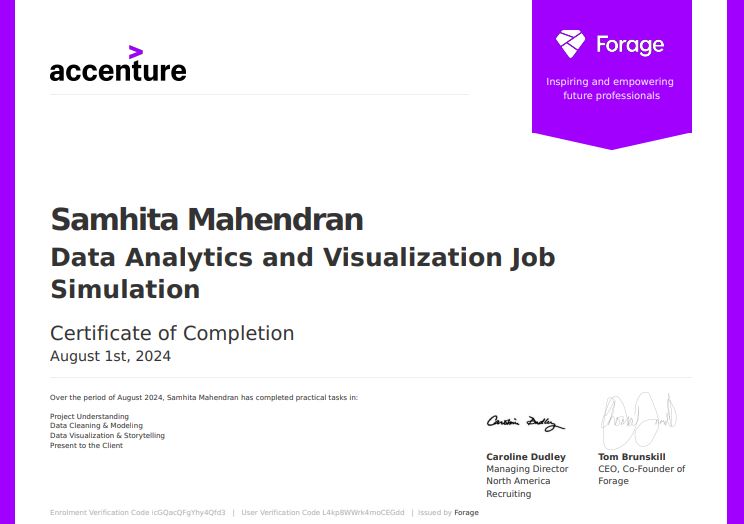 accenture
Forage
Inspiring and empowering
future professionals
Samhita Mahendran
Data Analytics and Visualization Job
Simulation
Certificate of Completion
August 1st, 2024
Over the period of August 2024, Samhita Mahendran has completed practical tasks in:
Project Understanding
Data Cleaning & Modeling
Data Visualization & Storytelling
Present to the Client
Caroline Dudley
Caroline Dudley
Managing Director
North America
Recruiting
Tom Brunskill
CEO, Co-Founder of
Forage
Enrolment Verification Code icGQacQFgYhy4Qfd3 | User Verification Code L4kp8WWrk4moCEGdd | Issued by Forage